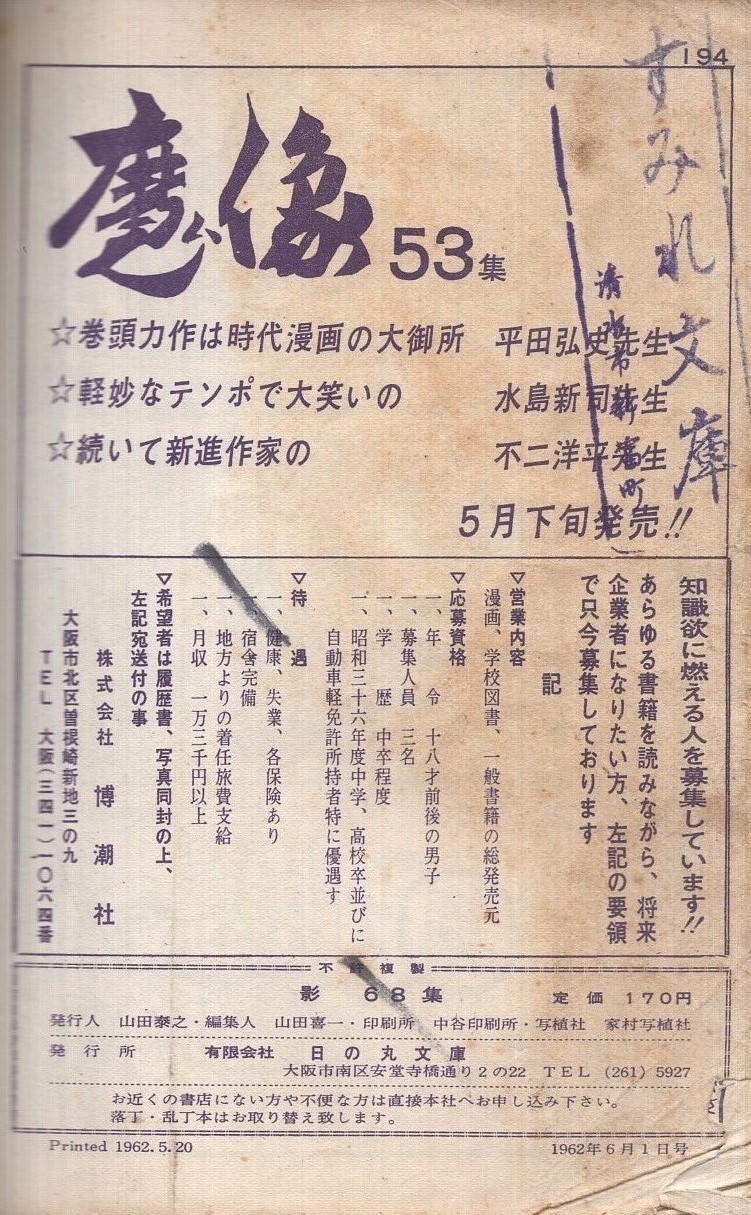 194
すみれ文庫
清水市新富町
魔像 53集
☆巻頭力作は時代漫画の大御所 平田弘史先生
☆軽妙なテンポで大笑いの 水島新司先生
☆続いて新進作家の 不二洋平先生
5月下旬発売!!
知識欲に燃える人を募集しています!!
あらゆる書籍を読みながら、将来
企業者になりたい方、左記の要領
で只今募集しております
記
▽営業内容
漫画、学校図書、一般書籍の総発売元
▽応募資格
一、年 令 十八才前後の男子
一、募集人員 三名
一、学 歴 中卒程度
一、昭和三十六年度中学、高校卒並びに
自動車軽免許所持者特に優遇す
▽待 遇
一、健康、失業、各保険あり
一、宿舎完備
一、地方よりの着任旅費支給
一、月収 一万三千円以上
▽希望者は履歴書、写真同封の上、
左記宛送付の事
株式会社 博潮社
大阪市北区曽根崎新地三の九
TEL 大阪(三四一)一〇六四番
不許複製
影 68集 定価 170円
発行人 山田泰之・編集人 山田喜一・印刷所 中谷印刷所・写植社 家村写植社
発行所 有限会社 日の丸文庫
大阪市南区安堂寺橋通り2の22 TEL (261) 5927
お近くの書店にない方や不便な方は直接本社へお申し込み下さい。
落丁・乱丁本はお取り替え致します。
Printed 1962.5.20 1962年6月1日号